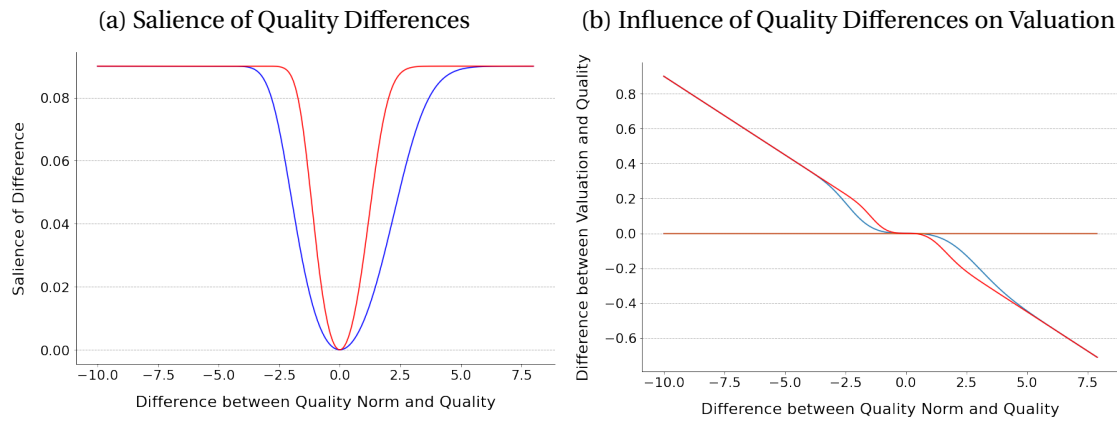 (a) Salience of Quality Differences
0.08
0.06
0.04
0.02
0.00
Salience of Difference
−10.0 −7.5 −5.0 −2.5 0.0 2.5 5.0 7.5
Difference between Quality Norm and Quality
(b) Influence of Quality Differences on Valuation
0.8
0.6
0.4
0.2
0.0
−0.2
−0.4
−0.6
Difference between Valuation and Quality
−10.0 −7.5 −5.0 −2.5 0.0 2.5 5.0 7.5
Difference between Quality Norm and Quality